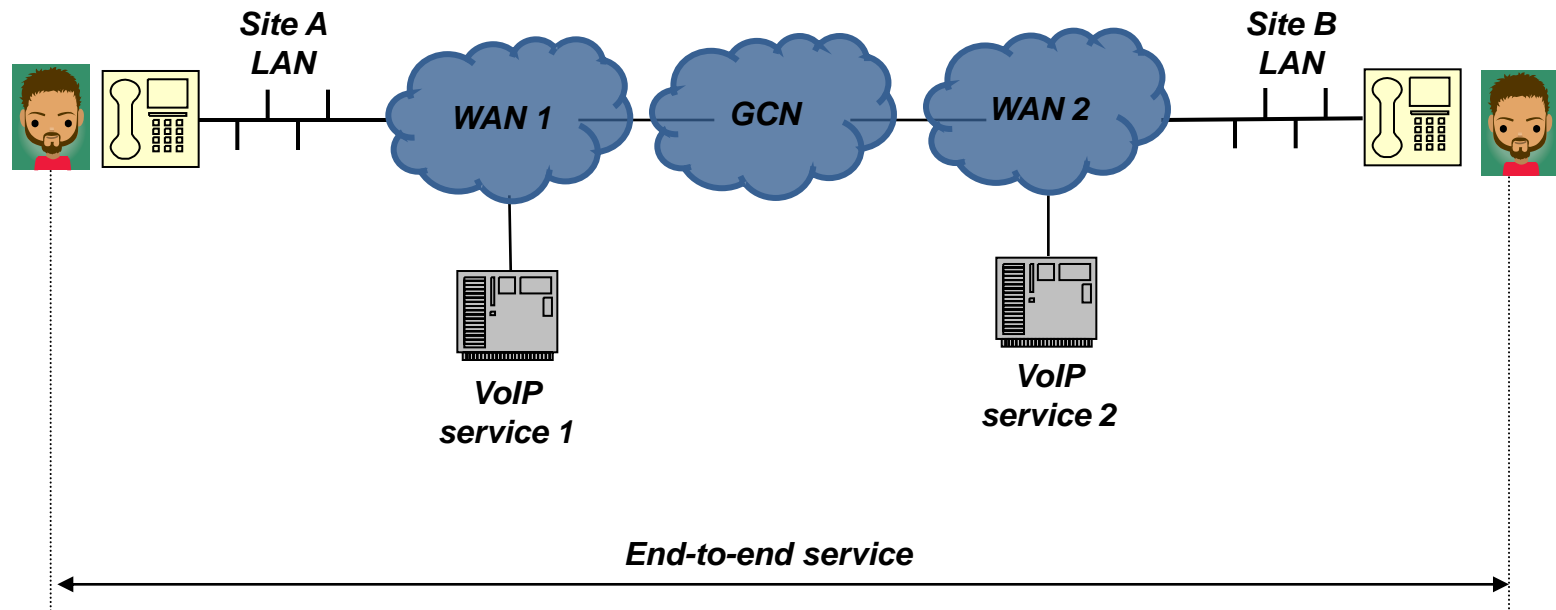 Site A
LAN
Site B
LAN
WAN 1
GCN
WAN 2
VoIP
service 1
VoIP
service 2
End-to-end service